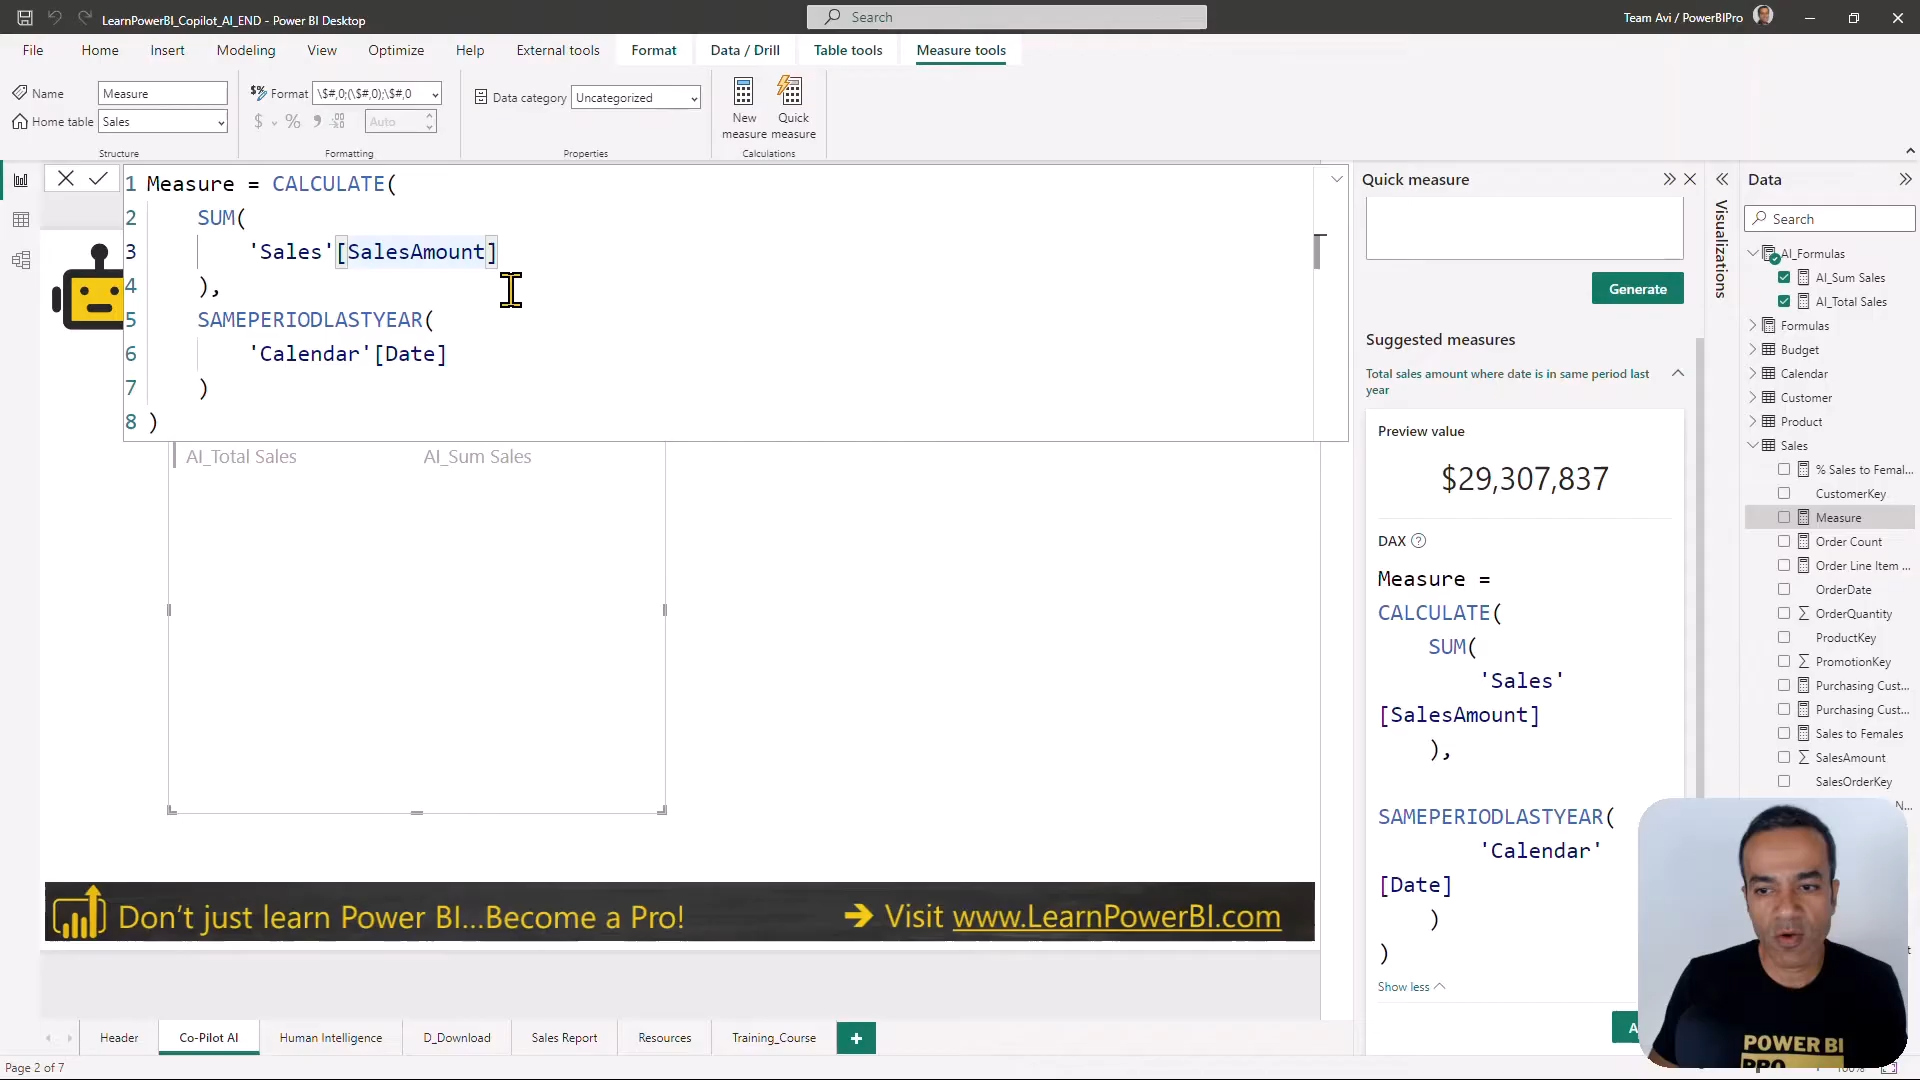 LearnPowerBI_Copilot_AI_END - Power BI Desktop
Search
Team Avi / PowerBIPro
File
Home
Insert
Modeling
View
Optimize
Help
External tools
Format
Data / Drill
Table tools
Measure tools
Name
Measure
Home table
Sales
Structure
Format
\$#,0;(\$#,0);\$#,0
$
%
Auto
Formatting
Data category
Uncategorized
Properties
New measure
Quick measure
Calculations
1 Measure = CALCULATE(
2 SUM(
3 'Sales'[SalesAmount]
4 ),
5 SAMEPERIODLASTYEAR(
6 'Calendar'[Date]
7 )
8 )
AI_Total Sales
AI_Sum Sales
Don't just learn Power BI...Become a Pro!
Visit www.LearnPowerBI.com
Quick measure
Generate
Suggested measures
Total sales amount where date is in same period last
year
Preview value
$29,307,837
DAX
Measure =
CALCULATE(
SUM(
'Sales'
[SalesAmount]
),
SAMEPERIODLASTYEAR(
'Calendar'
[Date]
)
)
Show less
A
Visualizations
Data
Search
AI_Formulas
AI_Sum Sales
AI_Total Sales
Formulas
Budget
Calendar
Customer
Product
Sales
% Sales to Femal...
CustomerKey
Measure
Order Count
Order Line Item ...
OrderDate
OrderQuantity
ProductKey
PromotionKey
Purchasing Cust...
Purchasing Cust...
Sales to Females
SalesAmount
SalesOrderKey
N...
POWER BI
PRO
Header
Co-Pilot AI
Human Intelligence
D_Download
Sales Report
Resources
Training_Course
Page 2 of 7
100%